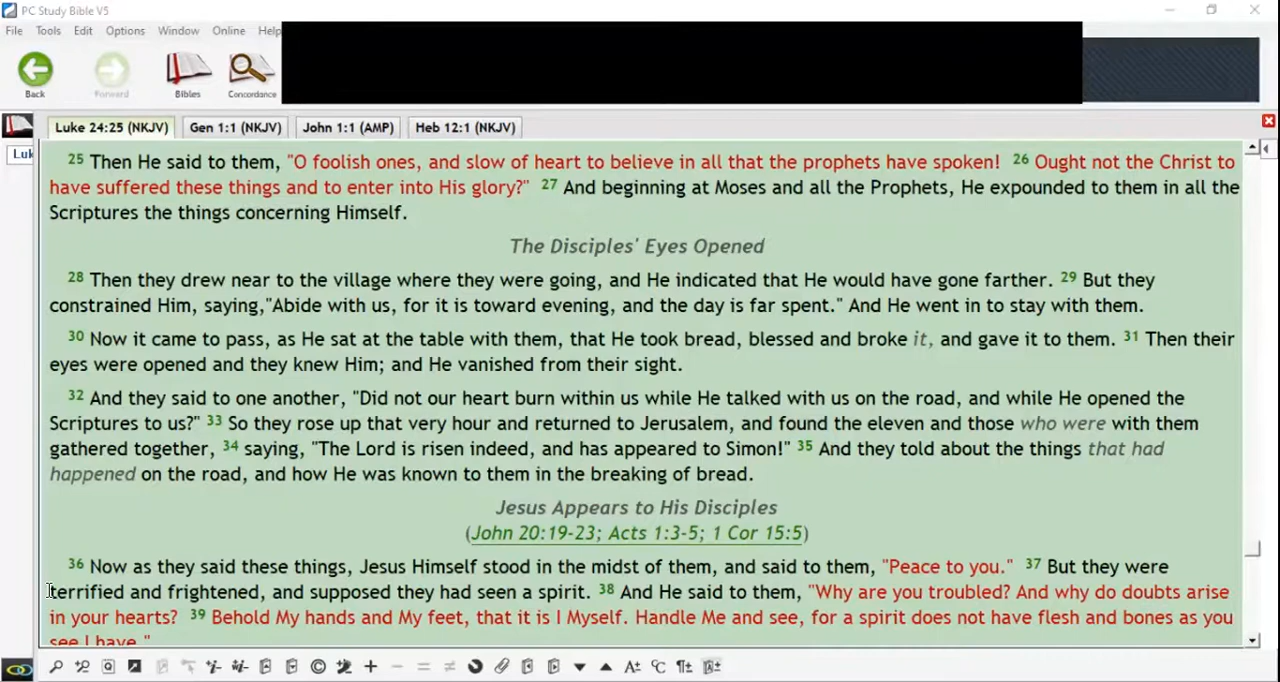 PC Study Bible V5
File Tools Edit Options Window Online Help
Back Forward Bibles Concordance
Luke 24:25 (NKJV) Gen 1:1 (NKJV) John 1:1 (AMP) Heb 12:1 (NKJV)
Luk
25 Then He said to them, "O foolish ones, and slow of heart to believe in all that the prophets have spoken! 26 Ought not the Christ to
have suffered these things and to enter into His glory?" 27 And beginning at Moses and all the Prophets, He expounded to them in all the
Scriptures the things concerning Himself.
The Disciples' Eyes Opened
28 Then they drew near to the village where they were going, and He indicated that He would have gone farther. 29 But they
constrained Him, saying,"Abide with us, for it is toward evening, and the day is far spent." And He went in to stay with them.
30 Now it came to pass, as He sat at the table with them, that He took bread, blessed and broke it, and gave it to them. 31 Then their
eyes were opened and they knew Him; and He vanished from their sight.
32 And they said to one another, "Did not our heart burn within us while He talked with us on the road, and while He opened the
Scriptures to us?" 33 So they rose up that very hour and returned to Jerusalem, and found the eleven and those who were with them
gathered together, 34 saying, "The Lord is risen indeed, and has appeared to Simon!" 35 And they told about the things that had
happened on the road, and how He was known to them in the breaking of bread.
Jesus Appears to His Disciples
(John 20:19-23; Acts 1:3-5; 1 Cor 15:5)
36 Now as they said these things, Jesus Himself stood in the midst of them, and said to them, "Peace to you." 37 But they were
terrified and frightened, and supposed they had seen a spirit. 38 And He said to them, "Why are you troubled? And why do doubts arise
in your hearts? 39 Behold My hands and My feet, that it is I Myself. Handle Me and see, for a spirit does not have flesh and bones as you
see I have."